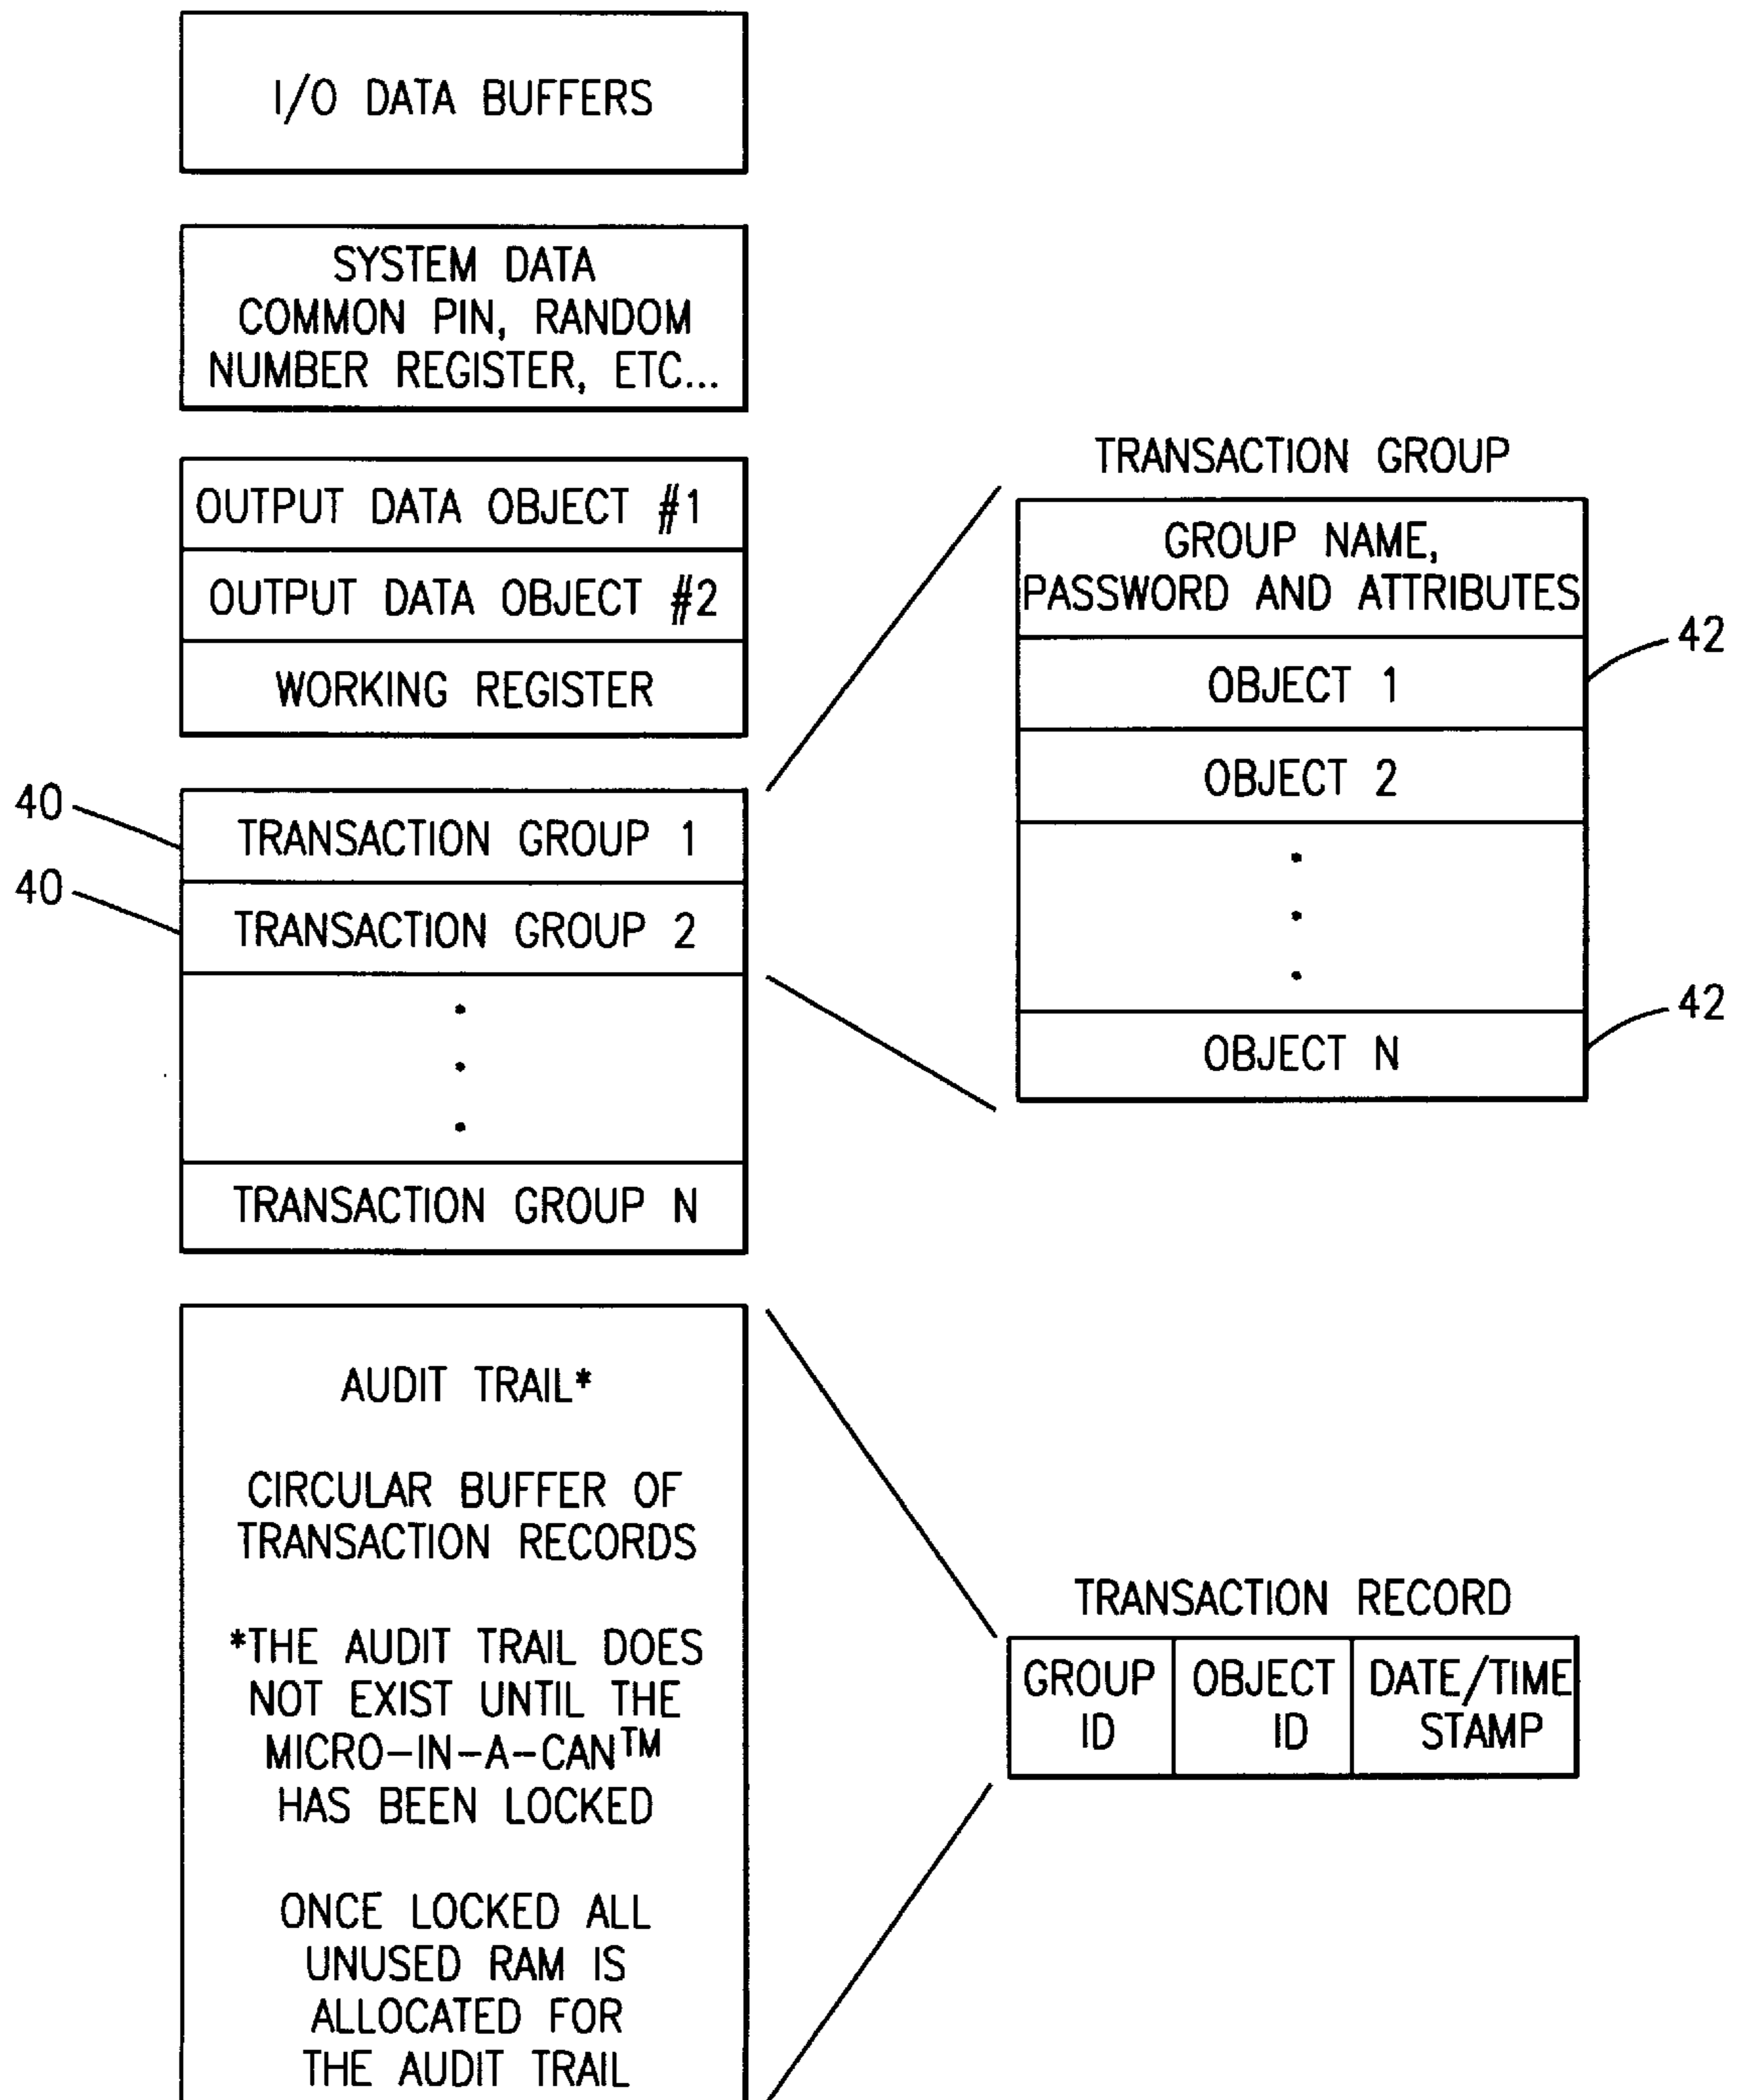 I/O DATA BUFFERS
SYSTEM DATA
COMMON PIN, RANDOM
NUMBER REGISTER, ETC...
OUTPUT DATA OBJECT #1
OUTPUT DATA OBJECT #2
WORKING REGISTER
40
TRANSACTION GROUP 1
40
TRANSACTION GROUP 2
TRANSACTION GROUP N
TRANSACTION GROUP
GROUP NAME,
PASSWORD AND ATTRIBUTES
42
OBJECT 1
OBJECT 2
42
OBJECT N
AUDIT TRAIL*
CIRCULAR BUFFER OF
TRANSACTION RECORDS
*THE AUDIT TRAIL DOES
NOT EXIST UNTIL THE
MICRO-IN-A-CAN™
HAS BEEN LOCKED
ONCE LOCKED ALL
UNUSED RAM IS
ALLOCATED FOR
THE AUDIT TRAIL
TRANSACTION RECORD
GROUP
ID
OBJECT
ID
DATE/TIME
STAMP